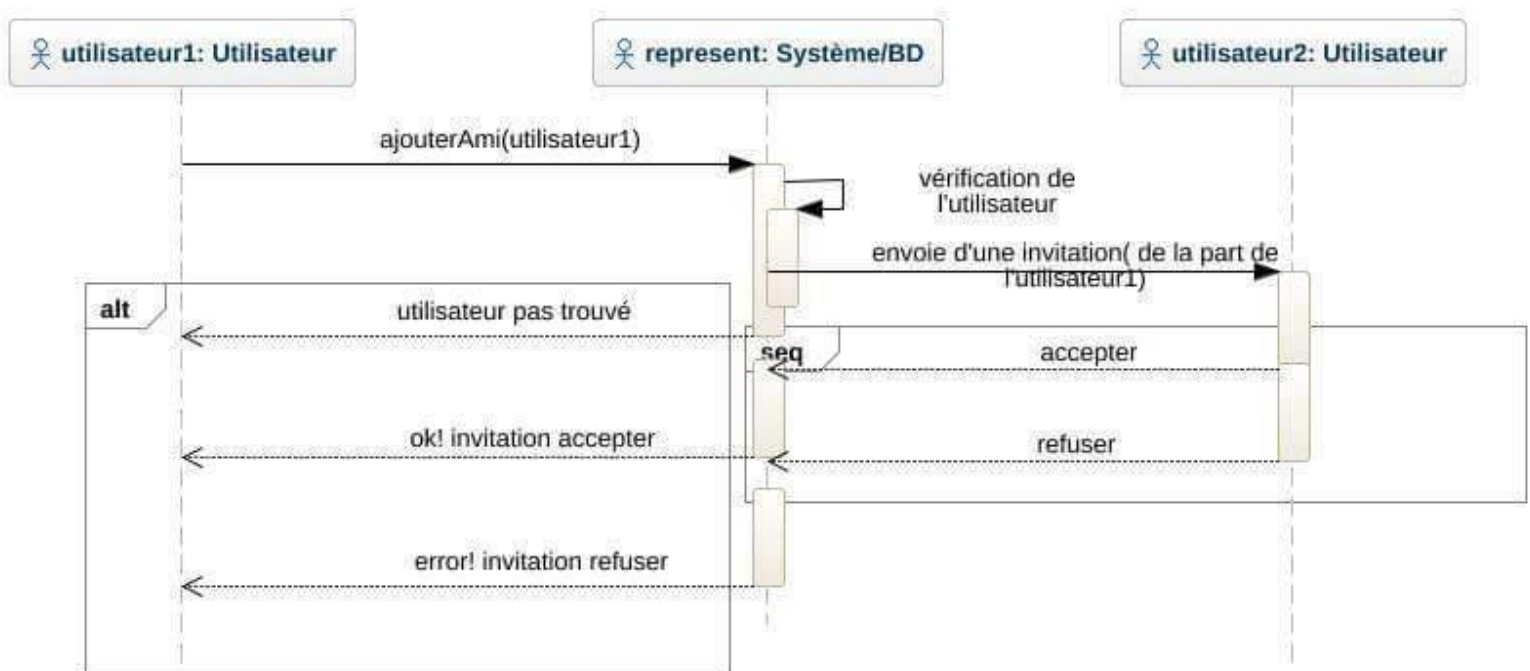 utilisateur1: Utilisateur
represent: Système/BD
utilisateur2: Utilisateur
ajouterAmi(utilisateur1)
vérification de
l'utilisateur
envoie d'une invitation( de la part de
l'utilisateur1)
alt
utilisateur pas trouvé
seq
accepter
ok! invitation accepter
refuser
error! invitation refuser